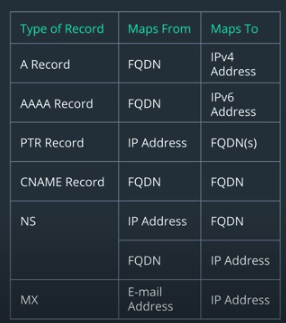 Type of Record Maps From Maps To
A Record FQDN IPv4 Address
AAAA Record FQDN IPv6 Address
PTR Record IP Address FQDN(s)
CNAME Record FQDN FQDN
NS IP Address FQDN
FQDN IP Address
MX E-mail Address IP Address